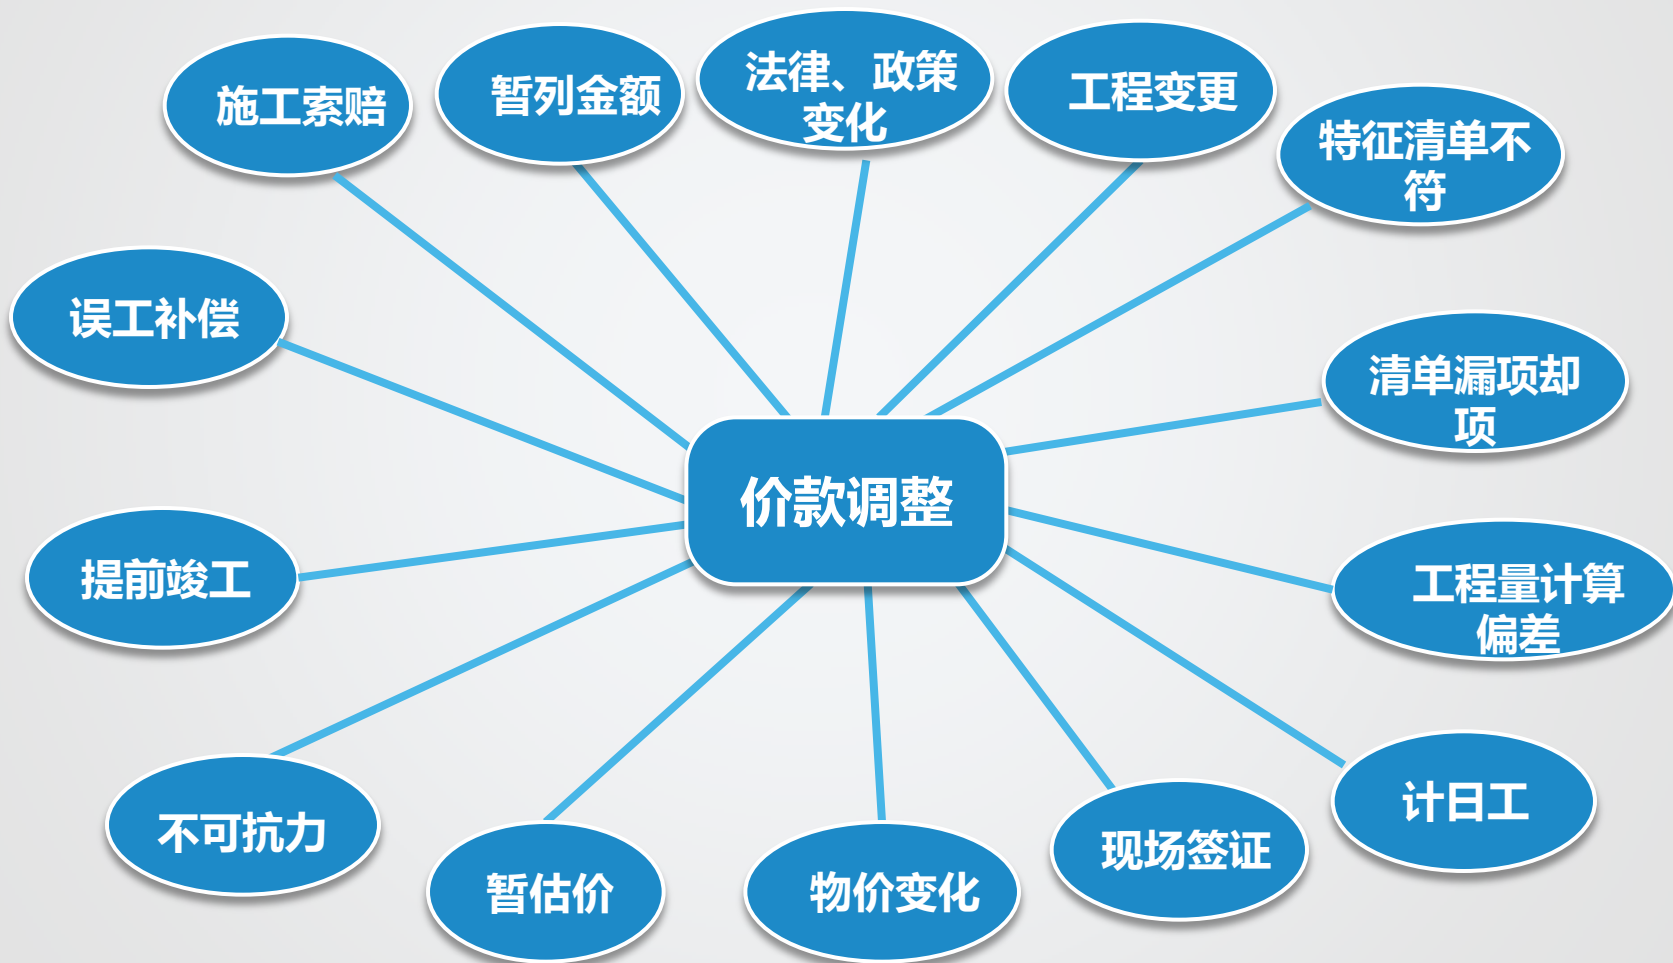 施工索赔
暂列金额
法律、政策
变化
工程变更
特征清单不
符
误工补偿
清单漏项却
项
价款调整
提前竣工
工程量计算
偏差
不可抗力
暂估价
物价变化
现场签证
计日工